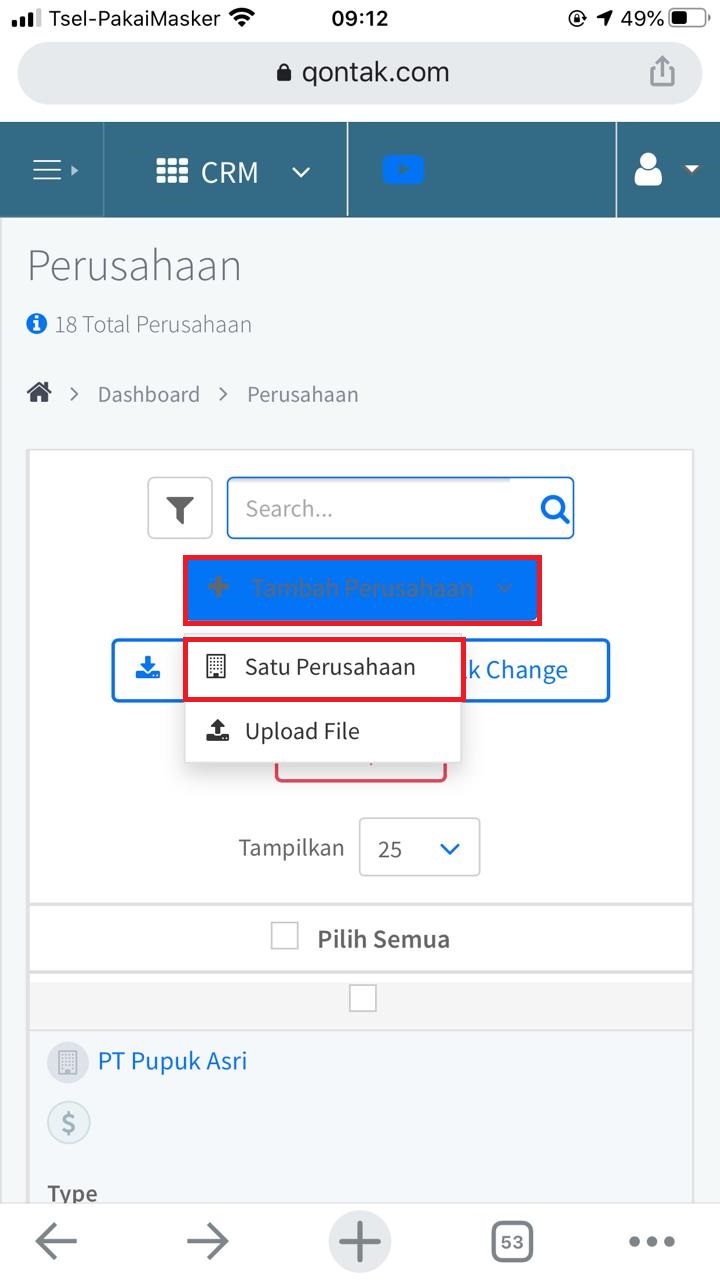 Tsel-PakaiMasker 09:12 49%
qontak.com
CRM
Perusahaan
18 Total Perusahaan
Dashboard > Perusahaan
Search...
Tambah Perusahaan
Satu Perusahaan
Change
Upload File
Tampilkan 25
Pilih Semua
PT Pupuk Asri
$
Type
53